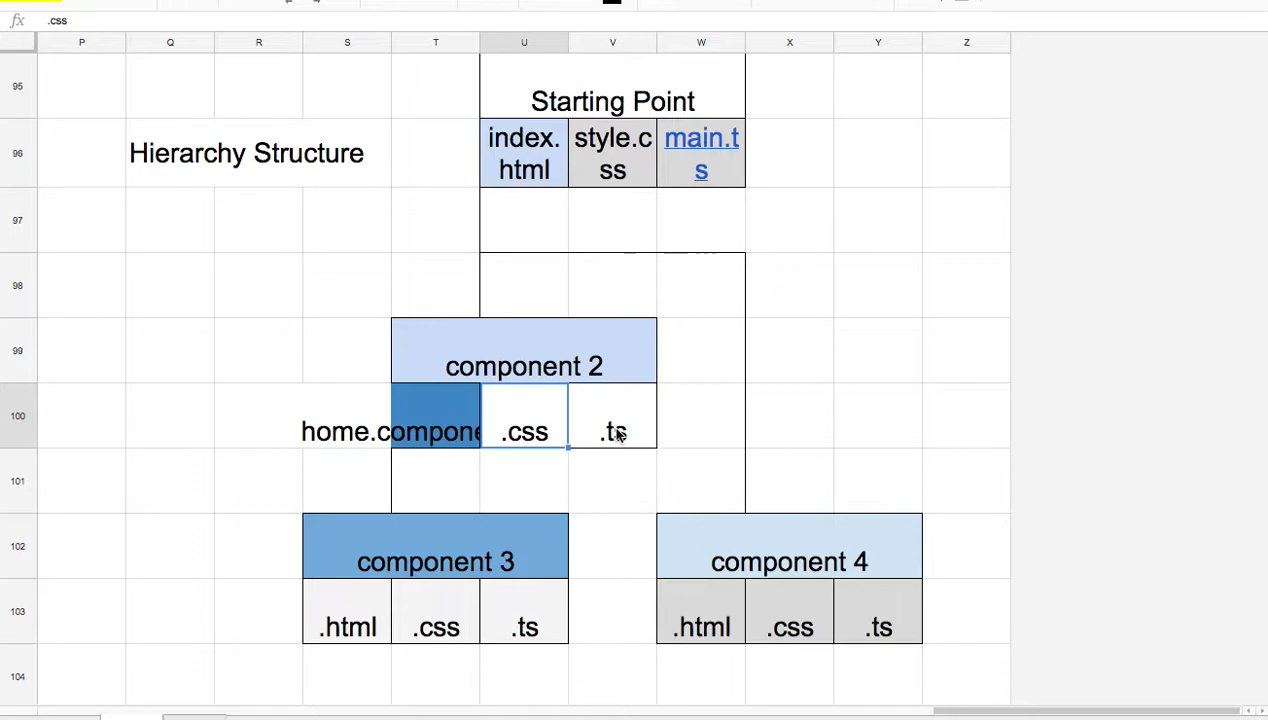 fx .css
P Q R S T U V W X Y Z
95 Starting Point
96 Hierarchy Structure index. style.c main.t
html ss s
97
98
99 component 2
100 home.compone .css .ts
101
102 component 3 component 4
103 .html .css .ts .html .css .ts
104